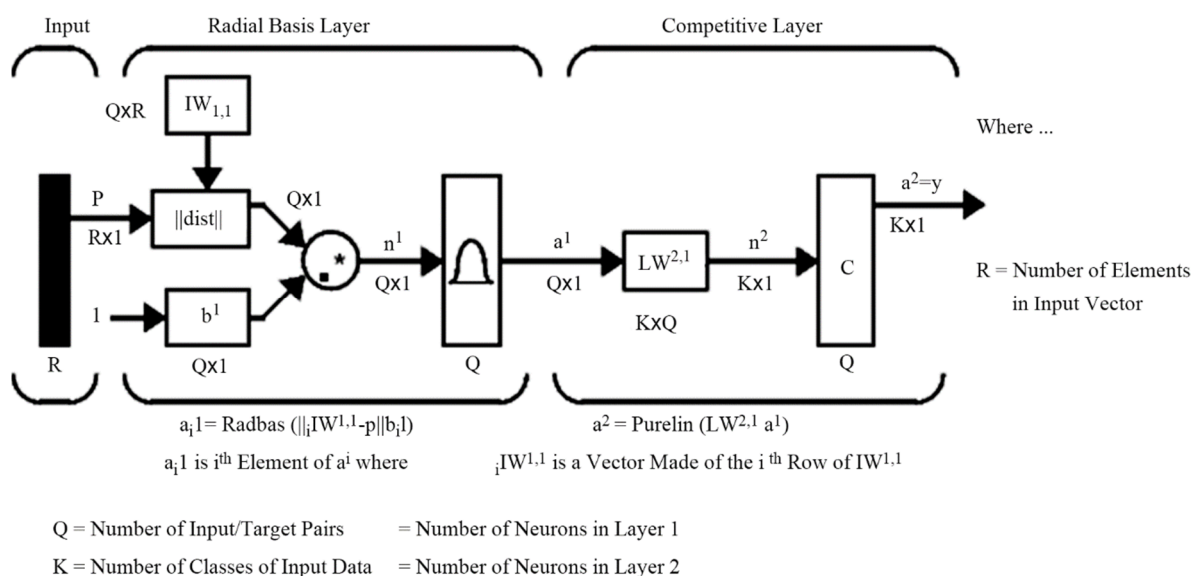 Input Radial Basis Layer Competitive Layer
QxR IW1,1
Where ...
P ||dist|| Qx1 a²=y
Rx1 Kx1
n¹ a¹ LW2,1 n² C
Qx1 Qx1 Kx1
R = Number of Elements
in Input Vector
1 b¹ KxQ
R Qx1 Q Q
aᵢ1= Radbas (||ᵢIW1,1-p||bᵢl) a² = Purelin (LW2,1 a¹)
aᵢ1 is ith Element of aⁱ where ᵢIW1,1 is a Vector Made of the i th Row of IW1,1
Q = Number of Input/Target Pairs = Number of Neurons in Layer 1
K = Number of Classes of Input Data = Number of Neurons in Layer 2